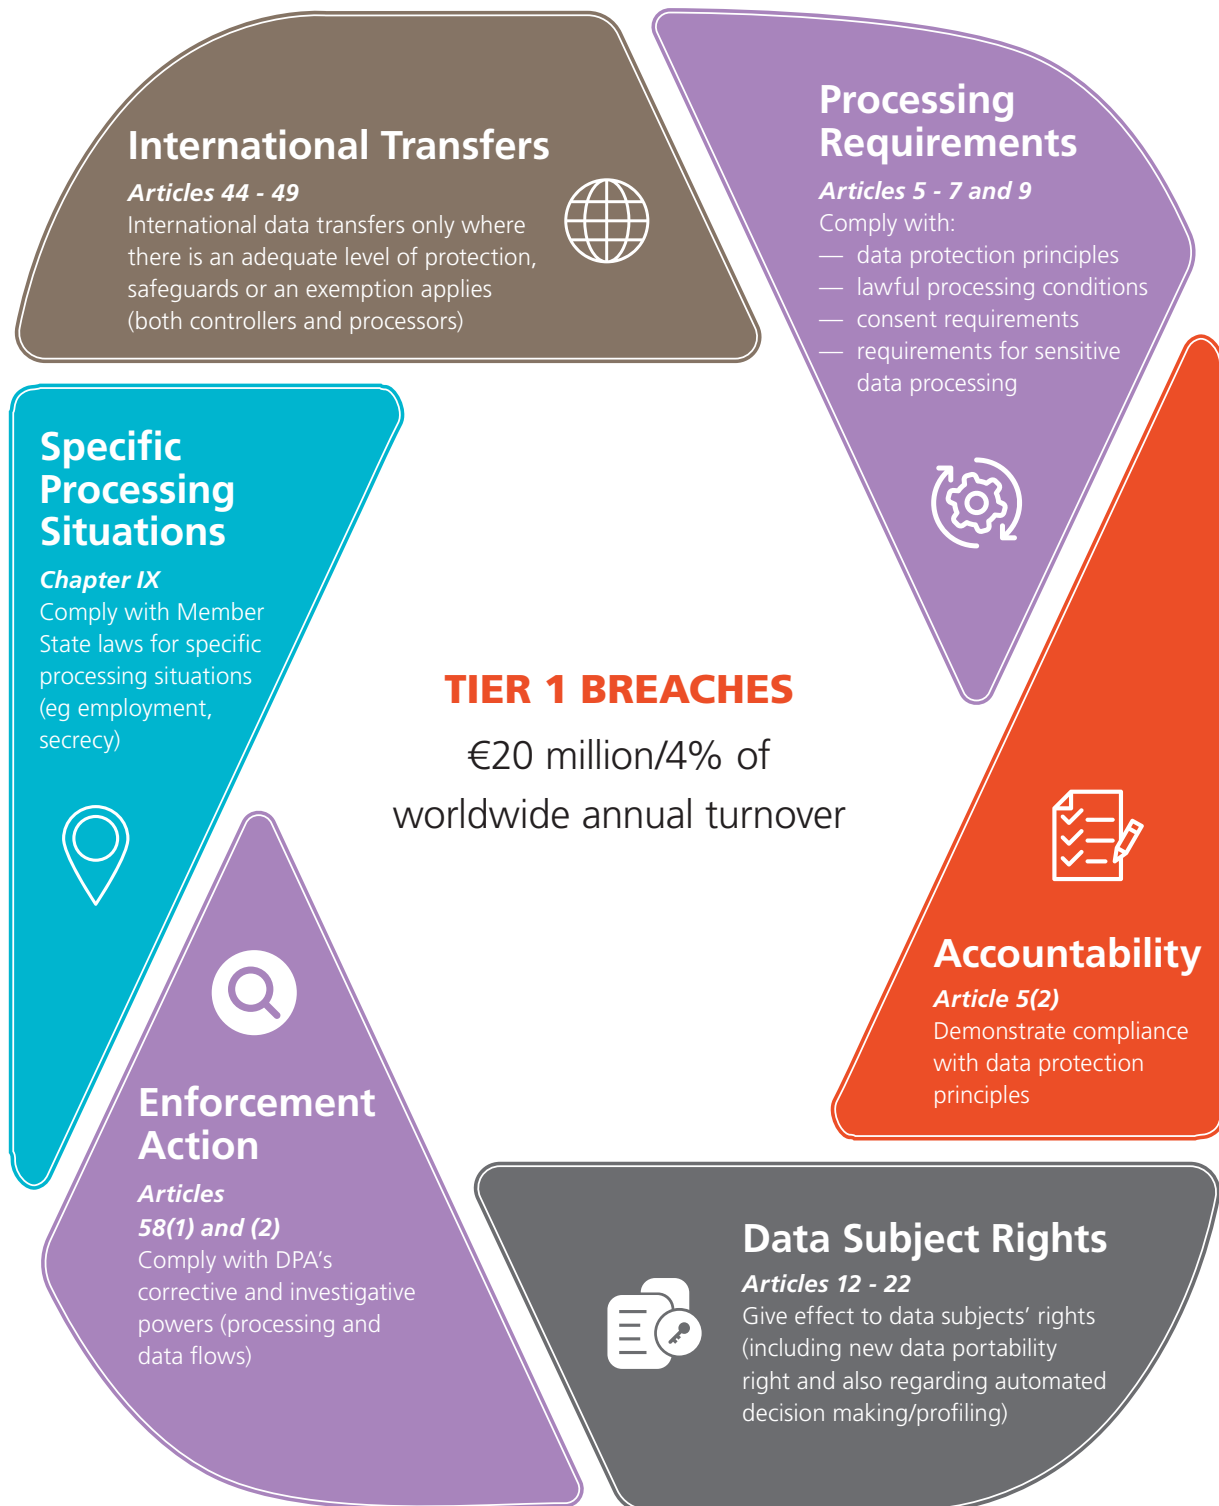 International Transfers
Articles 44 - 49
International data transfers only where
there is an adequate level of protection,
safeguards or an exemption applies
(both controllers and processors)
Processing
Requirements
Articles 5 - 7 and 9
Comply with:
— data protection principles
— lawful processing conditions
— consent requirements
— requirements for sensitive
data processing
Specific
Processing
Situations
Chapter IX
Comply with Member
State laws for specific
processing situations
(eg employment,
secrecy)
TIER 1 BREACHES
€20 million/4% of
worldwide annual turnover
Accountability
Article 5(2)
Demonstrate compliance
with data protection
principles
Enforcement
Action
Articles
58(1) and (2)
Comply with DPA’s
corrective and investigative
powers (processing and
data flows)
Data Subject Rights
Articles 12 - 22
Give effect to data subjects’ rights
(including new data portability
right and also regarding automated
decision making/profiling)